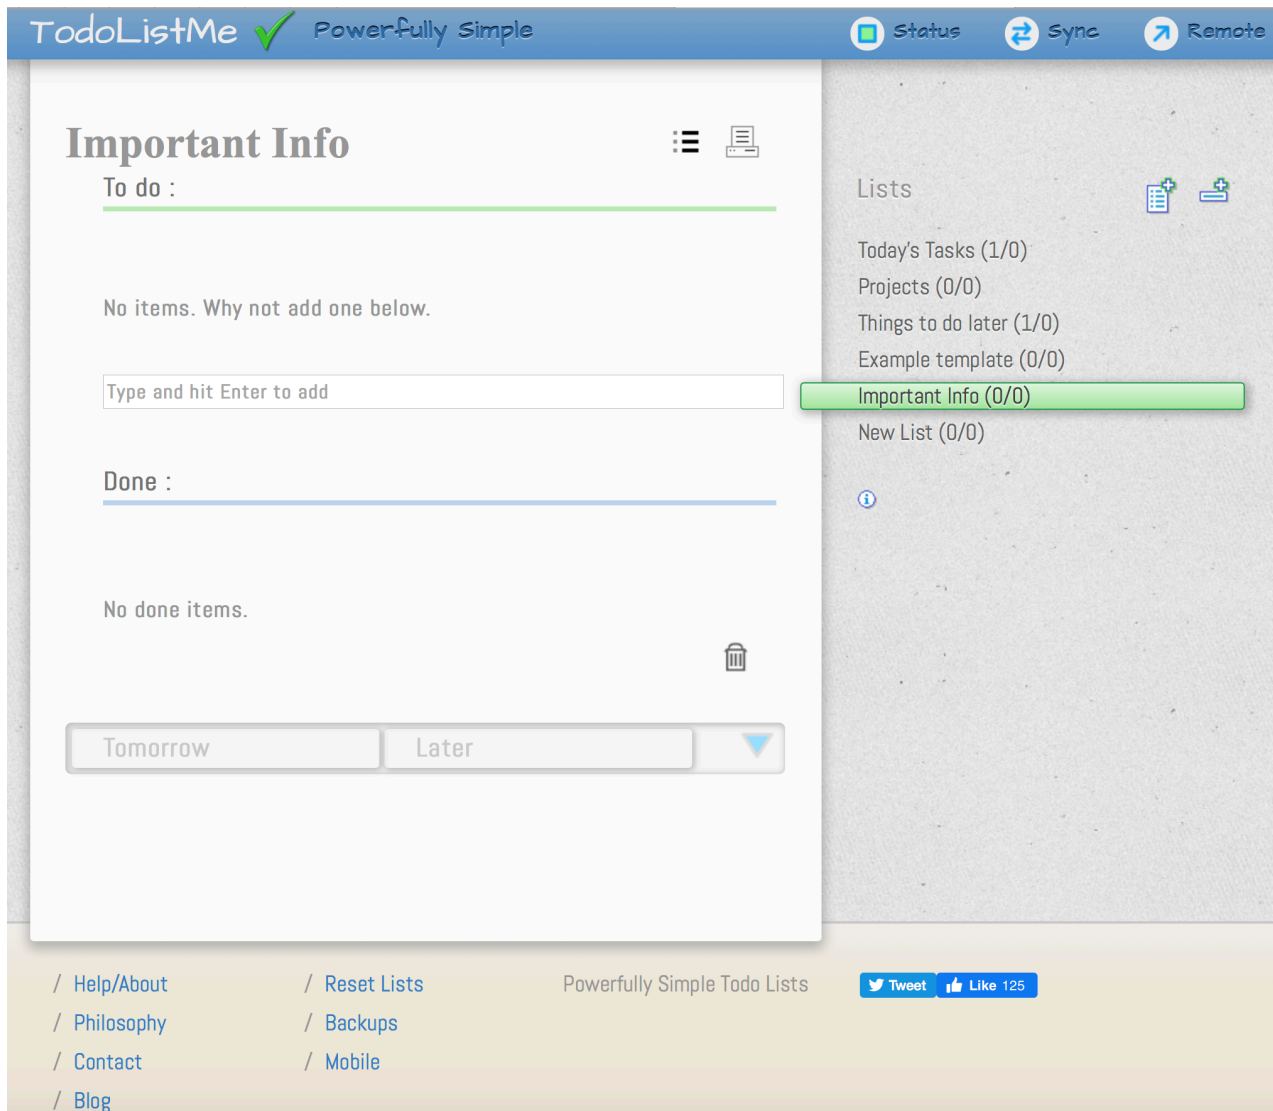 TodoListMe Powerfully Simple Status Sync Remote
Important Info
To do :
No items. Why not add one below.
Type and hit Enter to add
Done :
No done items.
Tomorrow Later
Lists
Today's Tasks (1/0)
Projects (0/0)
Things to do later (1/0)
Example template (0/0)
Important Info (0/0)
New List (0/0)
/ Help/About
/ Philosophy
/ Contact
/ Blog
/ Reset Lists
/ Backups
/ Mobile
Powerfully Simple Todo Lists
Tweet Like 125